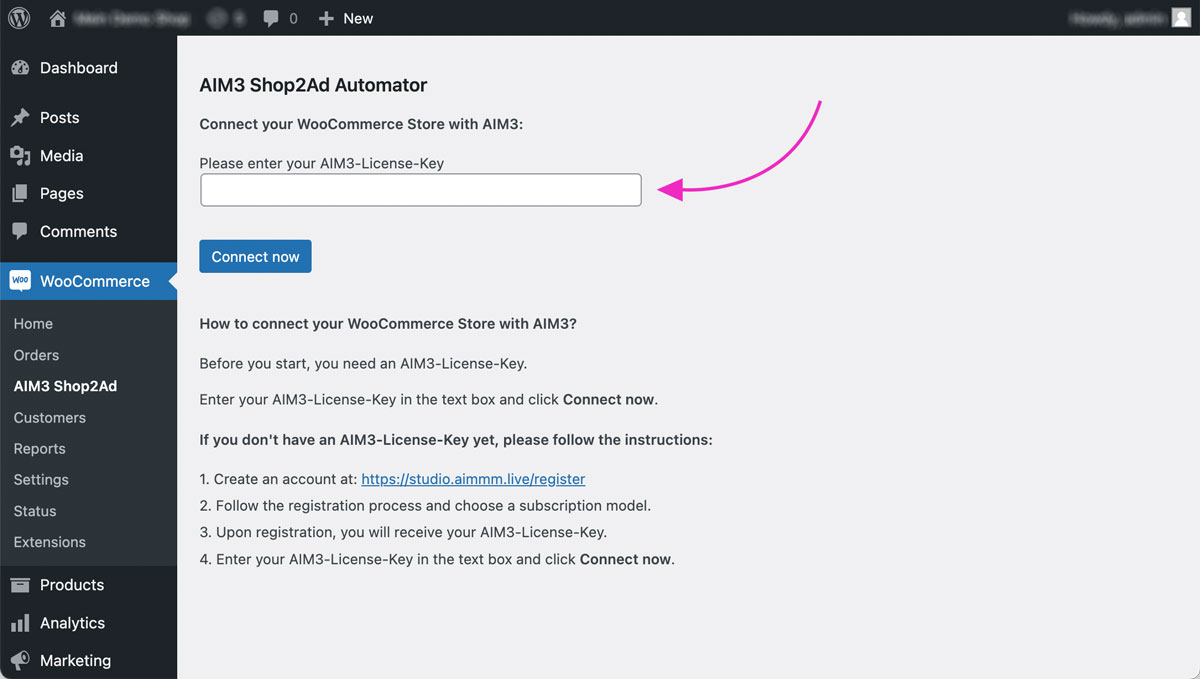 0
New
Dashboard
Posts
Media
Pages
Comments
woo
WooCommerce
Home
Orders
AIM3 Shop2Ad
Customers
Reports
Settings
Status
Extensions
Products
Analytics
Marketing
AIM3 Shop2Ad Automator
Connect your WooCommerce Store with AIM3:
Please enter your AIM3-License-Key
Connect now
How to connect your WooCommerce Store with AIM3?
Before you start, you need an AIM3-License-Key.
Enter your AIM3-License-Key in the text box and click Connect now.
If you don't have an AIM3-License-Key yet, please follow the instructions:
1. Create an account at: https://studio.aimmm.live/register
2. Follow the registration process and choose a subscription model.
3. Upon registration, you will receive your AIM3-License-Key.
4. Enter your AIM3-License-Key in the text box and click Connect now.